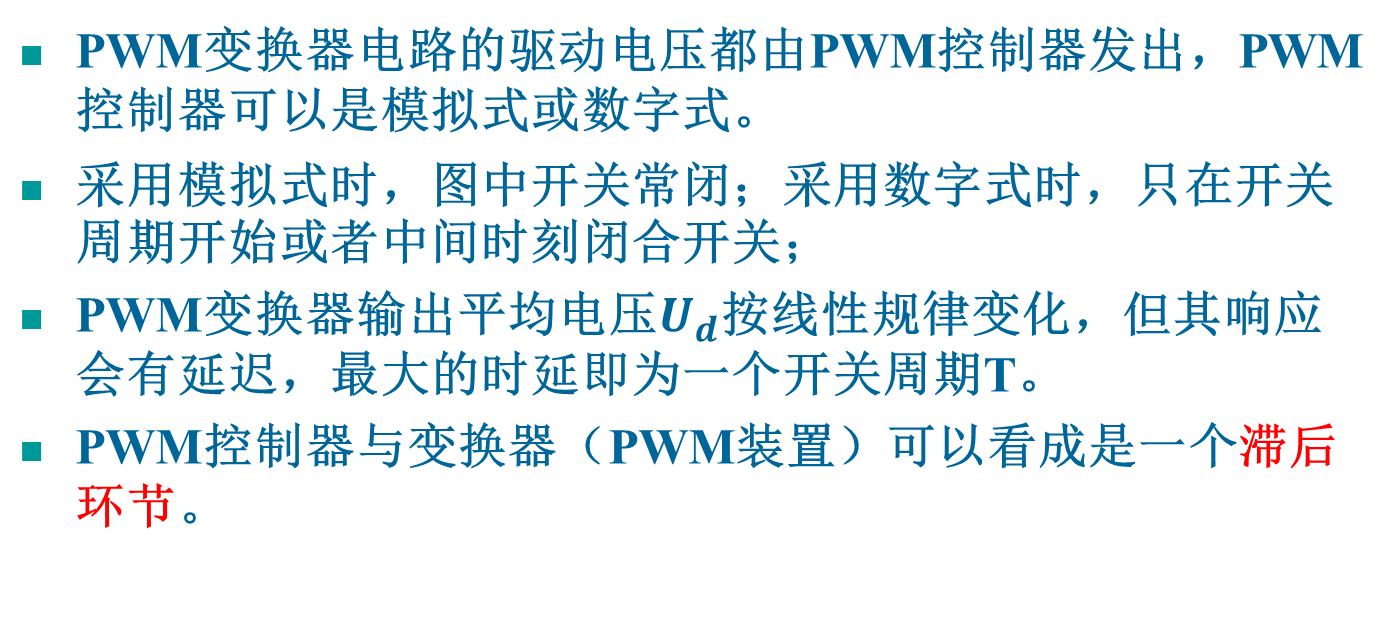 PWM变换器电路的驱动电压都由PWM控制器发出，PWM
控制器可以是模拟式或数字式。
采用模拟式时，图中开关常闭；采用数字式时，只在开关
周期开始或者中间时刻闭合开关；
PWM变换器输出平均电压U_d按线性规律变化，但其响应
会有延迟，最大的时延即为一个开关周期T。
PWM控制器与变换器（PWM装置）可以看成是一个滞后
环节。